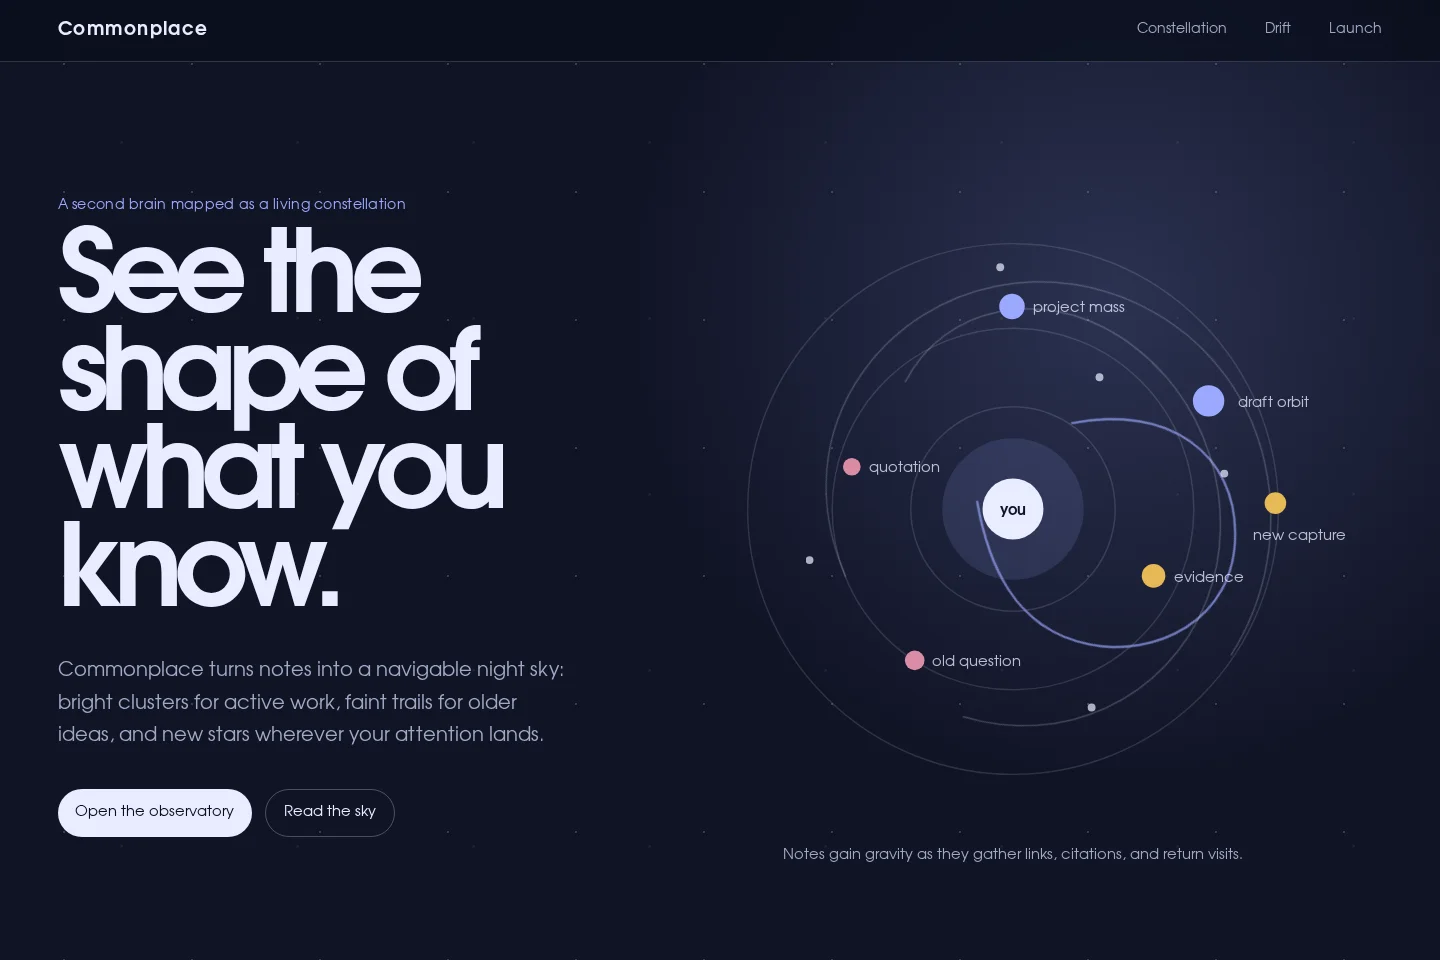 Commonplace
Constellation Drift Launch
A second brain mapped as a living constellation
See the
shape of
what you
know.
Commonplace turns notes into a navigable night sky:
bright clusters for active work, faint trails for older
ideas, and new stars wherever your attention lands.
Open the observatory
Read the sky
project mass
draft orbit
quotation
you
new capture
evidence
old question
Notes gain gravity as they gather links, citations, and return visits.